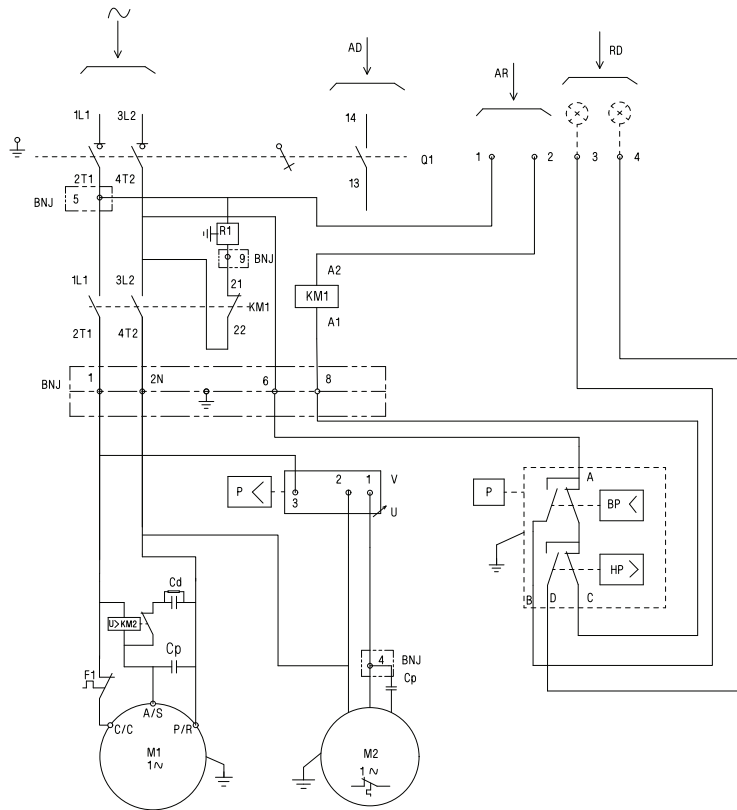 AD
RD
AR
1L1 3L2
14
Q1
1 2 3 4
2T1 4T2
13
BNJ 5
R1
9 BNJ
A2
21
1L1 3L2
KM1
KM1
A1
22
2T1 4T2
BNJ 1 2N 6 8
P < 3 2 1 V
U
P
A
BP <
HP >
B D C
Cd
U>KM2
Cp
4 BNJ
Cp
F1
A/S
C/C P/R
M1
1~
M2
1~